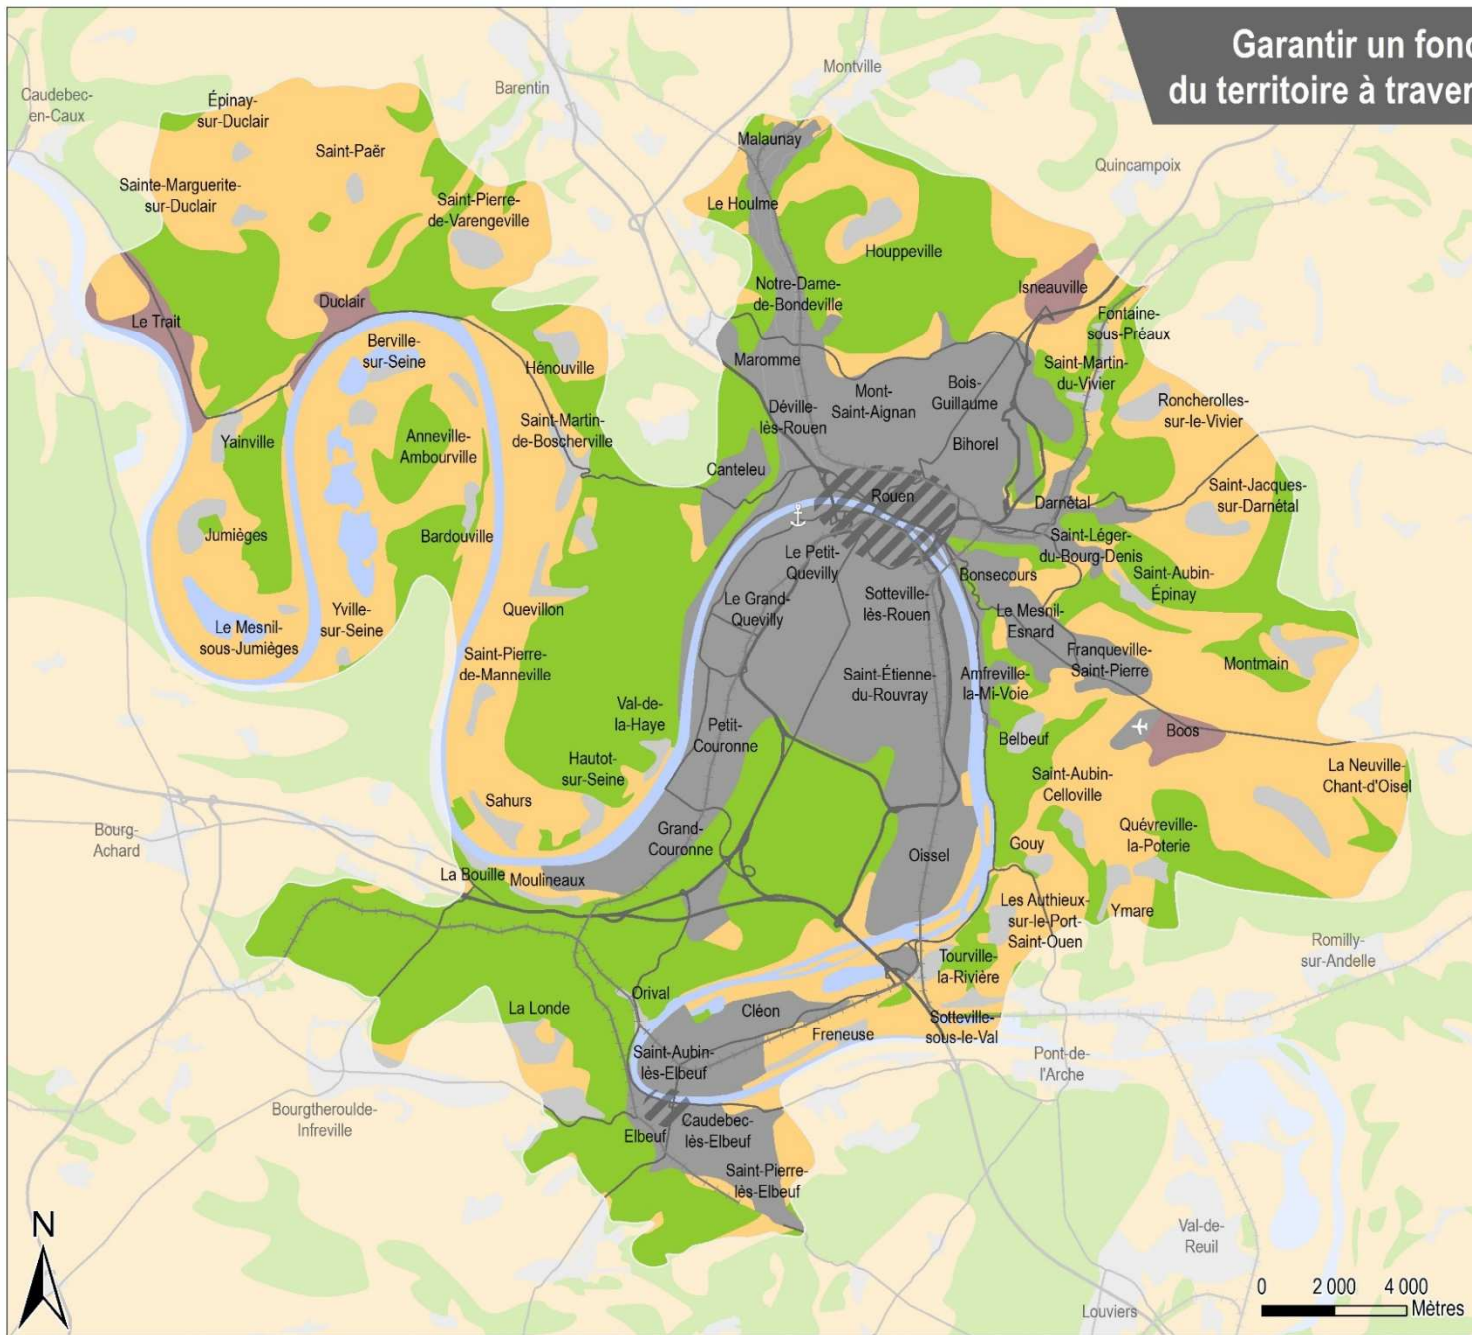 Garantir un fonc
du territoire à traver
Caudebec-
en-Caux
Épinay-
sur-Duclair
Barentin
Montville
Malaunay
Saint-Paër
Quincampoix
Sainte-Marguerite-
sur-Duclair
Saint-Pierre-
de-Varengeville
Le Houlme
Houppeville
Notre-Dame-
de-Bondeville
Isneauville
Duclair
Le Trait
Fontaine-
sous-Préaux
Berville-
sur-Seine
Hénouville
Maromme
Saint-Martin-
du-Vivier
Mont-
Saint-Aignan
Bois-
Guillaume
Roncherolles-
sur-le-Vivier
Déville-
lès-Rouen
Saint-Martin-
de-Boscherville
Yainville
Anneville-
Ambourville
Bihorel
Canteleu
Rouen
Darnétal
Saint-Jacques-
sur-Darnétal
Jumièges
Bardouville
Saint-Léger-
du-Bourg-Denis
Le Petit-
Quevilly
Bonsecours
Saint-Aubin-
Épinay
Sotteville-
lès-Rouen
Le Grand-
Quevilly
Quevillon
Le Mesnil-
Esnard
Le Mesnil-
sous-Jumièges
Yville-
sur-Seine
Saint-Pierre-
de-Manneville
Franqueville-
Saint-Pierre
Montmain
Saint-Étienne-
du-Rouvray
Amfreville-
la-Mi-Voie
Val-de-
la-Haye
Petit-
Couronne
Belbeuf
Boos
Hautot-
sur-Seine
Saint-Aubin-
Celloville
La Neuville-
Chant-d'Oisel
Sahurs
Bourg-
Achard
Grand-
Couronne
Quévreville-
la-Poterie
Gouy
Oissel
La Bouille
Moulineaux
Les Authieux-
sur-le-Port-
Saint-Ouen
Ymare
Romilly-
sur-Andelle
Tourville-
la-Rivière
Orival
La Londe
Cléon
Freneuse
Sotteville-
sous-le-Val
Saint-Aubin-
lès-Elbeuf
Pont-de-
l'Arche
Bourgtheroulde-
Infreville
Elbeuf
Caudebec-
lès-Elbeuf
Saint-Pierre-
lès-Elbeuf
N
Val-de-
Reuil
Louviers
0 2 000 4 000
Mètres